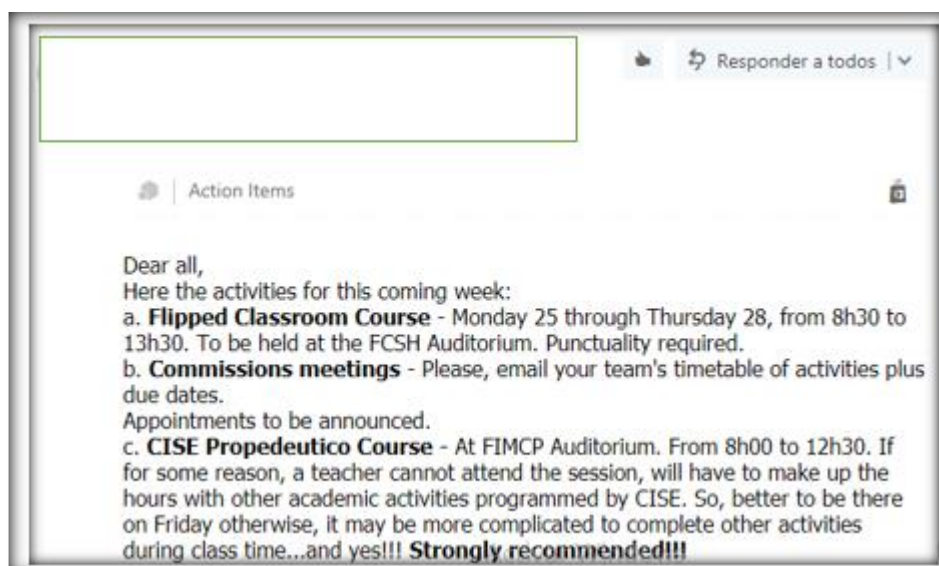 Responder a todos
Action Items
Dear all,
Here the activities for this coming week:
a. Flipped Classroom Course - Monday 25 through Thursday 28, from 8h30 to
13h30. To be held at the FCSH Auditorium. Punctuality required.
b. Commissions meetings - Please, email your team's timetable of activities plus
due dates.
Appointments to be announced.
c. CISE Propedeutico Course - At FIMCP Auditorium. From 8h00 to 12h30. If
for some reason, a teacher cannot attend the session, will have to make up the
hours with other academic activities programmed by CISE. So, better to be there
on Friday otherwise, it may be more complicated to complete other activities
during class time...and yes!!! Strongly recommended!!!